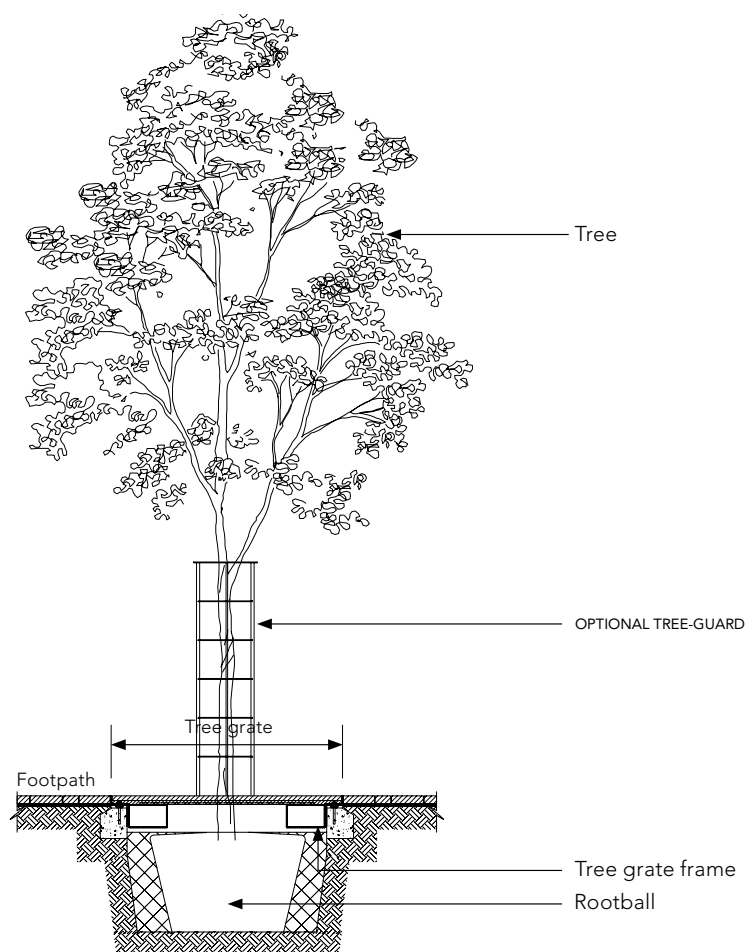 Tree
OPTIONAL TREE-GUARD
Tree grate
Footpath
Tree grate frame
Rootball